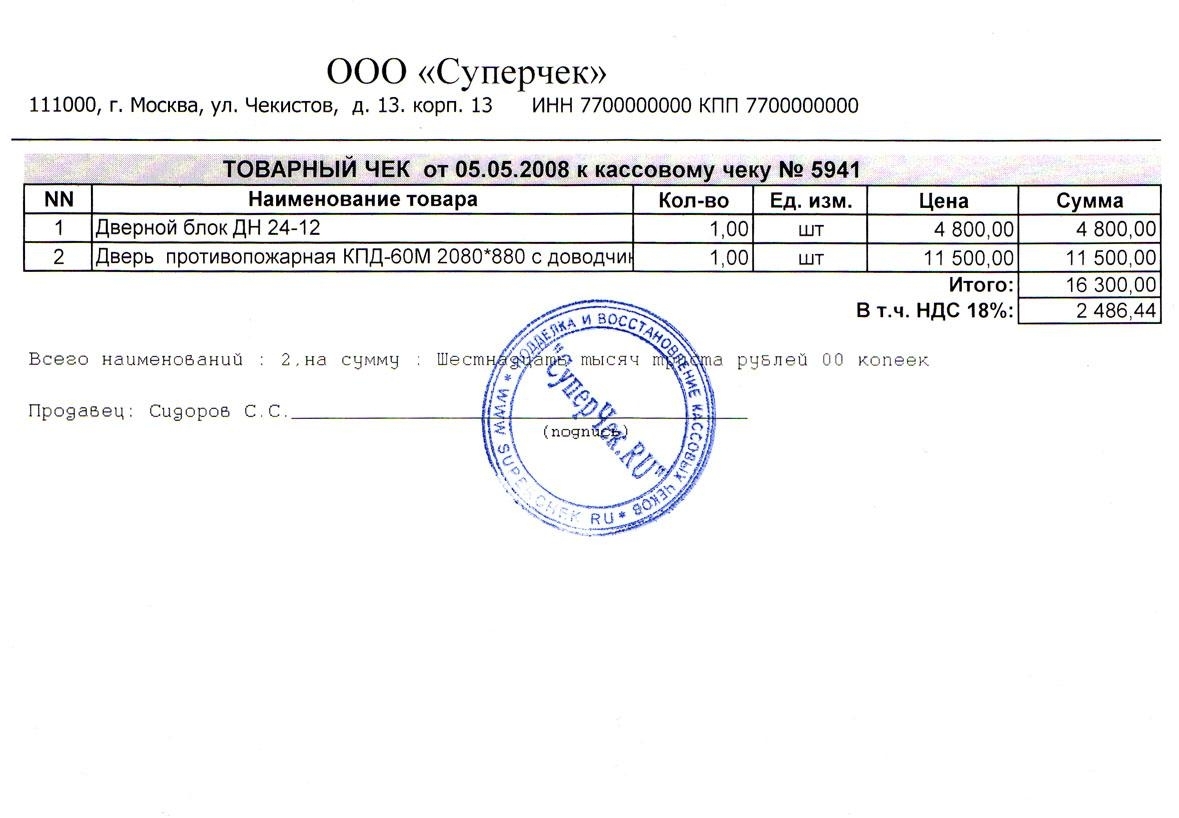 ООО «Суперчек»
111000, г. Москва, ул. Чекистов, д. 13. корп. 13 ИНН 7700000000 КПП 7700000000
ТОВАРНЫЙ ЧЕК от 05.05.2008 к кассовому чеку № 5941
NN Наименование товара Кол-во Ед. изм. Цена Сумма
1 Дверной блок ДН 24-12 1,00 шт 4 800,00 4 800,00
2 Дверь противопожарная КПД-60М 2080*880 с доводчик 1,00 шт 11 500,00 11 500,00
Итого: 16 300,00
В т.ч. НДС 18%: 2 486,44
Всего наименований : 2,на сумму : Шестнадцать тысяч триста рублей 00 копеек
Продавец: Сидоров С.С.
(подпись)
* ПОДДЕЛКА И ВОССТАНОВЛЕНИЕ КАССОВЫХ ЧЕКОВ *
WWW SUPERCHEK RU
"СуперЧек.RU"